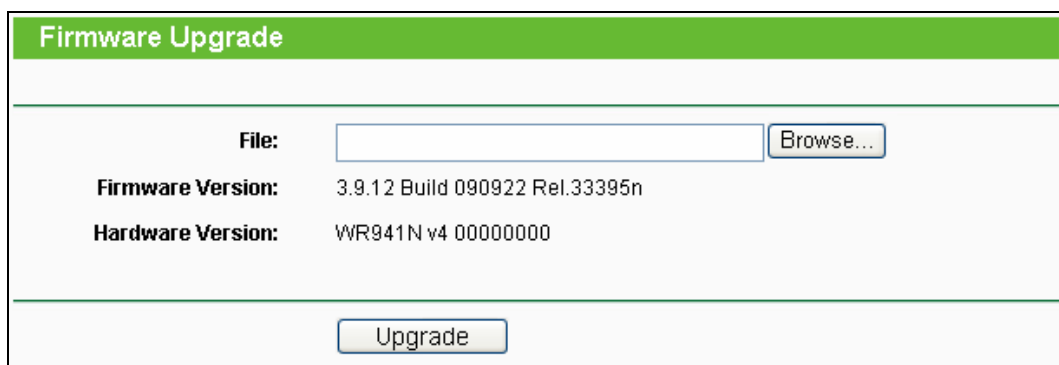 Firmware Upgrade
File: Browse...
Firmware Version: 3.9.12 Build 090922 Rel.33395n
Hardware Version: WR941N v4 00000000
Upgrade